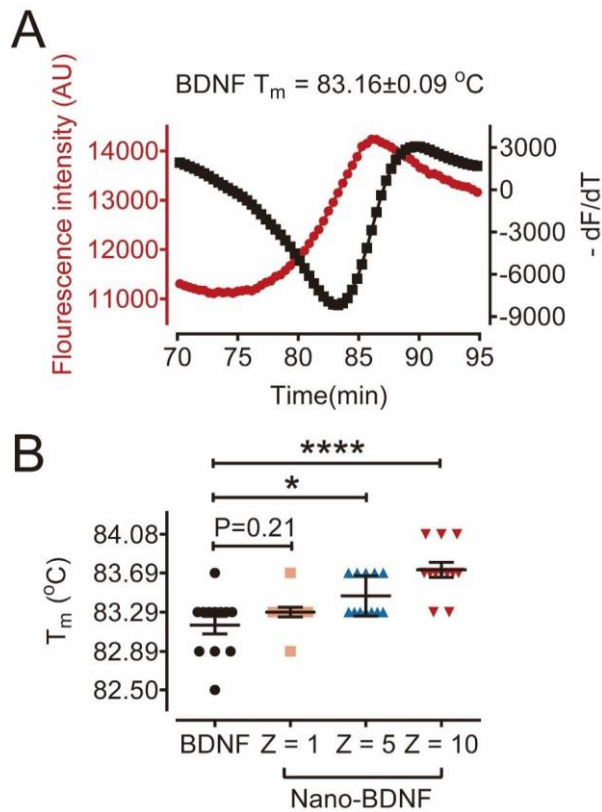 A
BDNF Tm = 83.16±0.09 °C
Flourescence intensity (AU)
14000
13000
12000
11000
3000
0
-3000
-6000
-9000
- dF/dT
70 75 80 85 90 95
Time(min)
B
****
*
P=0.21
Tm (°C)
84.08
83.69
83.29
82.89
82.50
BDNF Z = 1 Z = 5 Z = 10
Nano-BDNF